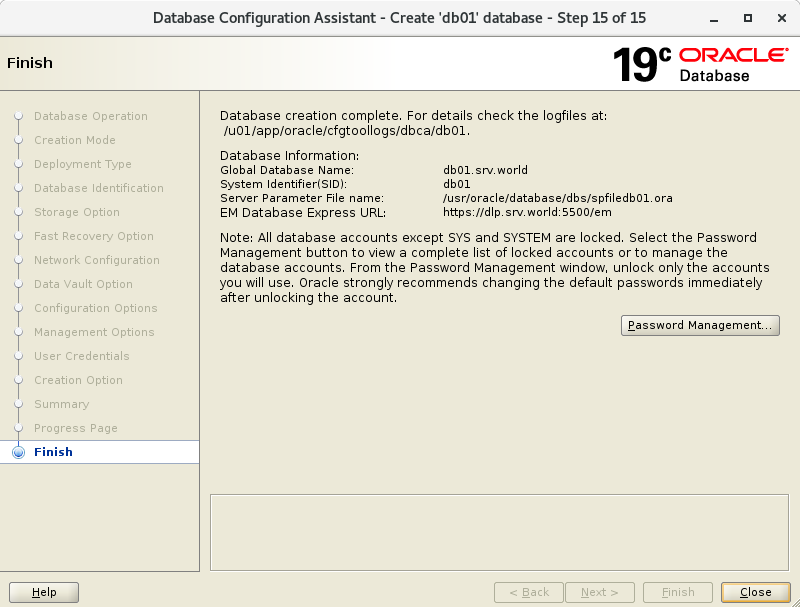 Database Configuration Assistant - Create 'db01' database - Step 15 of 15
Finish
19c ORACLE
Database
Database Operation
Creation Mode
Deployment Type
Database Identification
Storage Option
Fast Recovery Option
Network Configuration
Data Vault Option
Configuration Options
Management Options
User Credentials
Creation Option
Summary
Progress Page
Finish
Database creation complete. For details check the logfiles at:
/u01/app/oracle/cfgtoollogs/dbca/db01.
Database Information:
Global Database Name: db01.srv.world
System Identifier(SID): db01
Server Parameter File name: /usr/oracle/database/dbs/spfiledb01.ora
EM Database Express URL: https://dlp.srv.world:5500/em
Note: All database accounts except SYS and SYSTEM are locked. Select the Password
Management button to view a complete list of locked accounts or to manage the
database accounts. From the Password Management window, unlock only the accounts
you will use. Oracle strongly recommends changing the default passwords immediately
after unlocking the account.
Password Management...
Help
< Back
Next >
Finish
Close